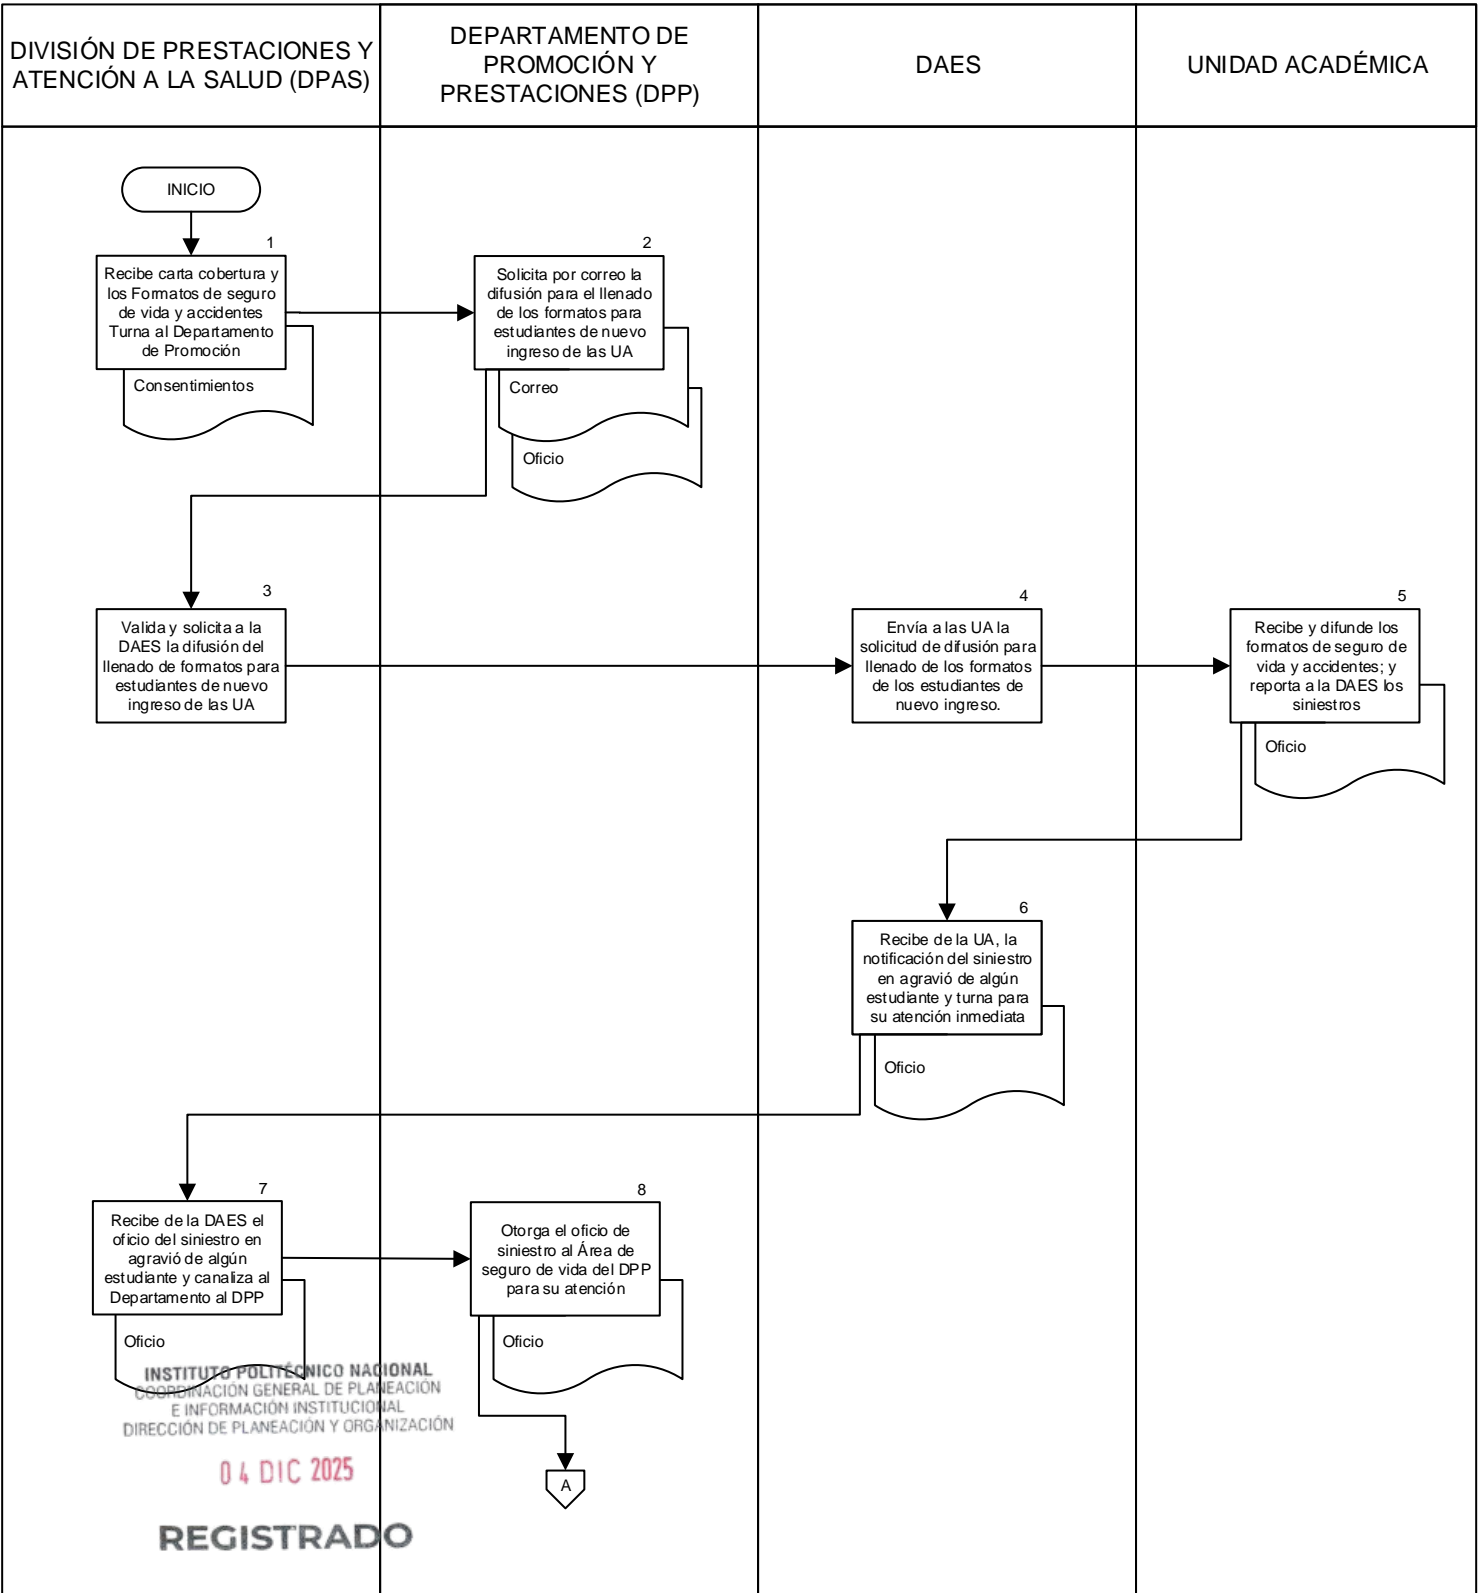 DIVISIÓN DE PRESTACIONES Y
ATENCIÓN A LA SALUD (DPAS)
DEPARTAMENTO DE
PROMOCIÓN Y
PRESTACIONES (DPP)
DAES
UNIDAD ACADÉMICA
INICIO
1
Recibe carta cobertura y
los Formatos de seguro
de vida y accidentes
Turna al Departamento
de Promoción
Consentimientos
2
Solicita por correo la
difusión para el llenado
de los formatos para
estudiantes de nuevo
ingreso de las UA
Correo
Oficio
3
Valida y solicita a la
DAES la difusión del
llenado de formatos para
estudiantes de nuevo
ingreso de las UA
4
Envía a las UA la
solicitud de difusión para
llenado de los formatos
de los estudiantes de
nuevo ingreso.
5
Recibe y difunde los
formatos de seguro de
vida y accidentes; y
reporta a la DAES los
siniestros
Oficio
6
Recibe de la UA, la
notificación del siniestro
en agravió de algún
estudiante y turna para
su atención inmediata
Oficio
7
Recibe de la DAES el
oficio del siniestro en
agravió de algún
estudiante y canaliza al
Departamento al DPP
Oficio
8
Otorga el oficio de
siniestro al Área de
seguro de vida del DPP
para su atención
Oficio
A
INSTITUTO POLITÉCNICO NACIONAL
COORDINACIÓN GENERAL DE PLANEACIÓN
E INFORMACIÓN INSTITUCIONAL
DIRECCIÓN DE PLANEACIÓN Y ORGANIZACIÓN
04 DIC 2025
REGISTRADO